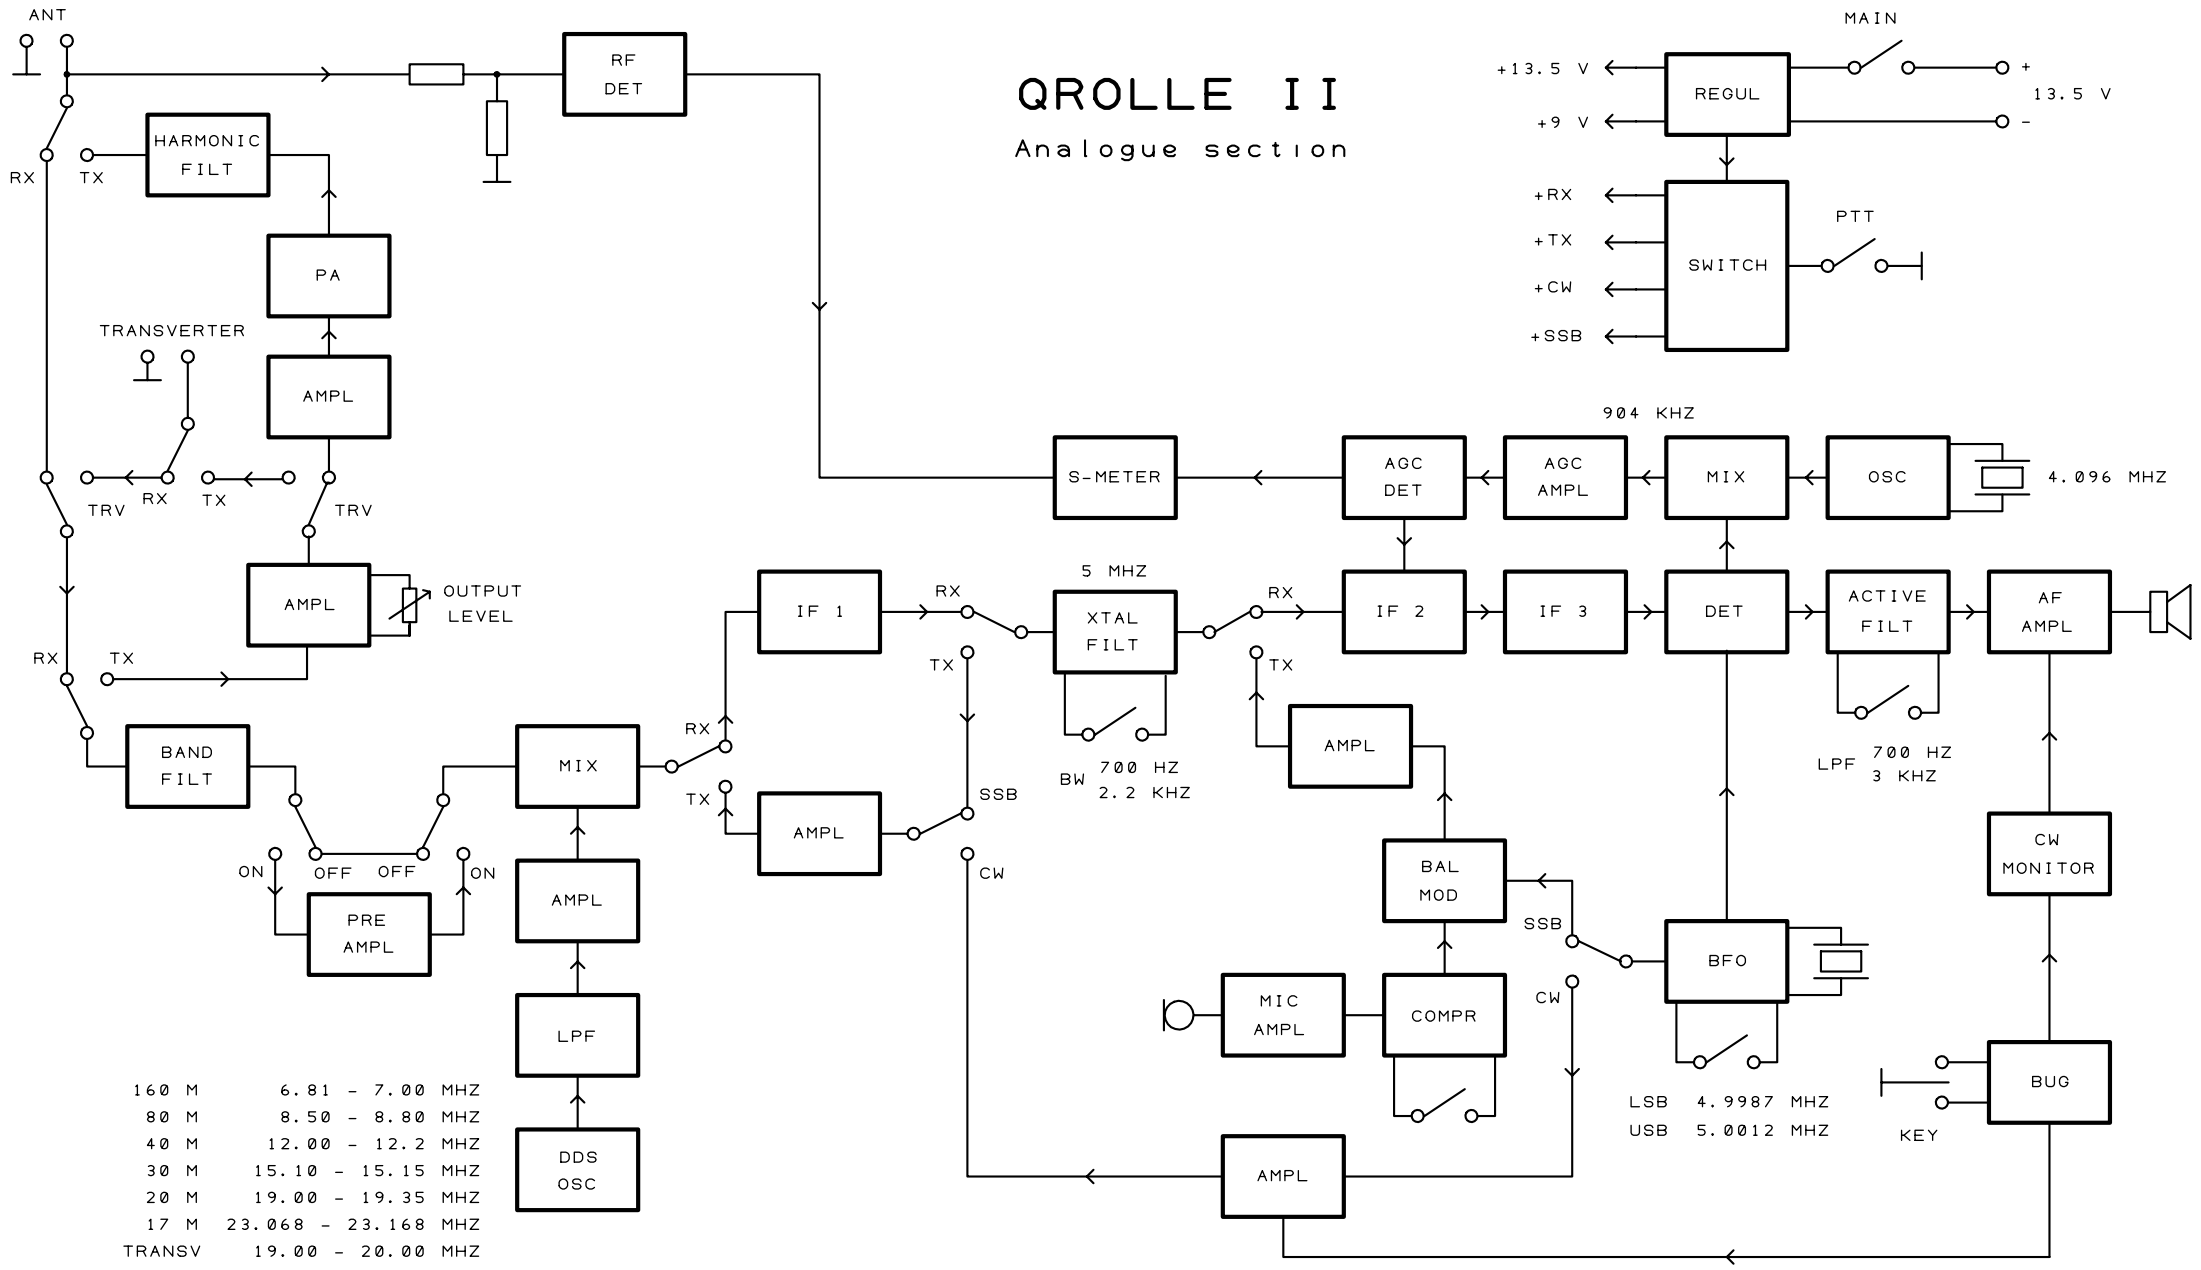 ANT
MAIN
RF
DET
QROLLE II
Analogue section
+13.5 V
REGUL
+
13.5 V
+9 V
-
HARMONIC
FILT
RX
TX
+RX
PTT
+TX
SWITCH
+CW
+SSB
PA
TRANSVERTER
AMPL
904 KHZ
S-METER
AGC
DET
AGC
AMPL
MIX
OSC
4.096 MHZ
RX
TX
TRV
TRV
AMPL
OUTPUT
LEVEL
IF 1
RX
TX
5 MHZ
XTAL
FILT
RX
TX
IF 2
IF 3
DET
ACTIVE
FILT
AF
AMPL
RX
TX
BAND
FILT
MIX
RX
TX
AMPL
SSB
CW
BW
700 HZ
2.2 KHZ
AMPL
LPF
700 HZ
3 KHZ
ON
OFF
OFF
ON
PRE
AMPL
AMPL
BAL
MOD
SSB
CW
BFO
CW
MONITOR
LPF
MIC
AMPL
COMPR
LSB 4.9987 MHZ
USB 5.0012 MHZ
BUG
KEY
DDS
OSC
AMPL
160 M 6.81 - 7.00 MHZ
80 M 8.50 - 8.80 MHZ
40 M 12.00 - 12.2 MHZ
30 M 15.10 - 15.15 MHZ
20 M 19.00 - 19.35 MHZ
17 M 23.068 - 23.168 MHZ
TRANSV 19.00 - 20.00 MHZ